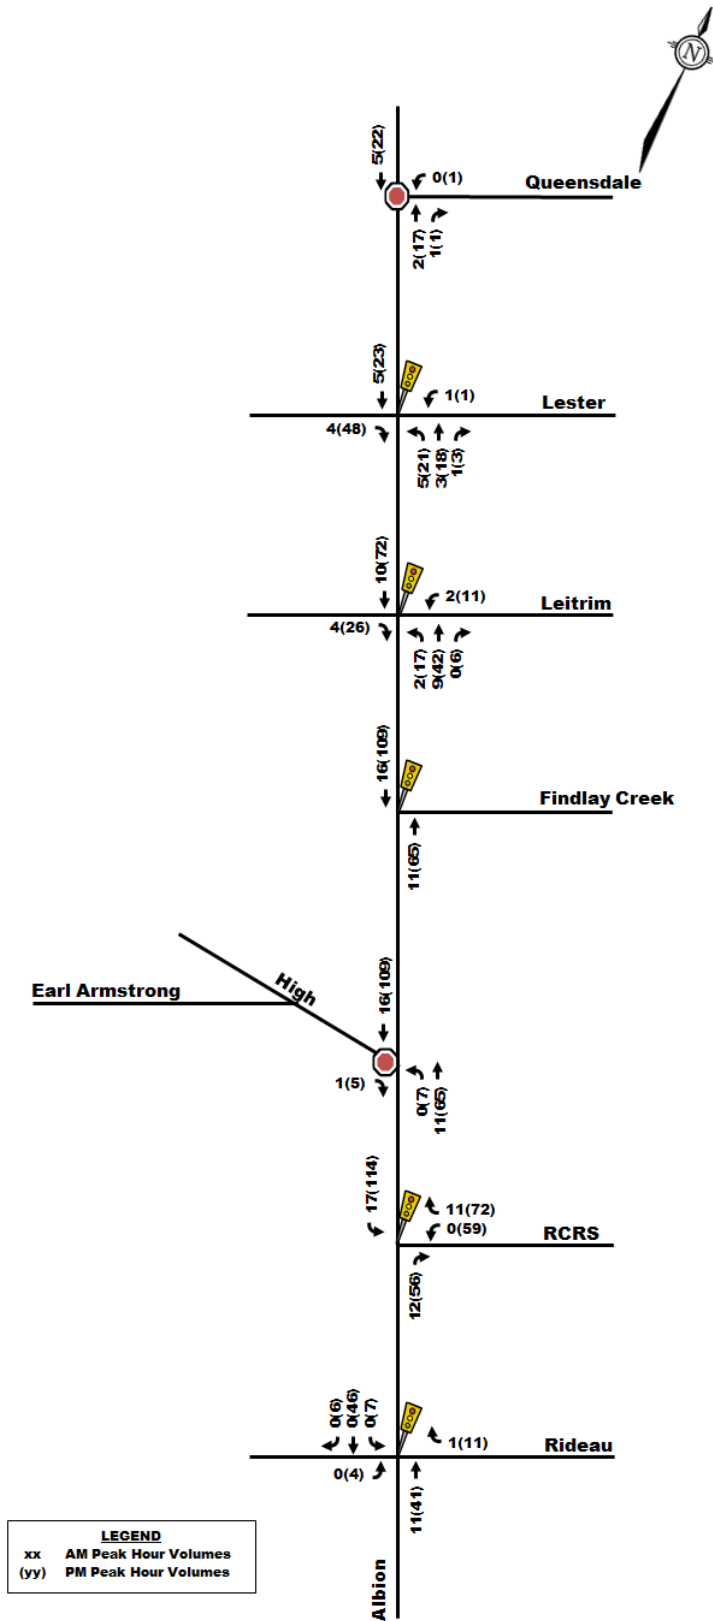 N
5(22)
0(1)
Queensdale
2(17)
1(1)
5(23)
1(1)
Lester
4(48)
5(21)
3(18)
1(3)
10(72)
2(11)
Leitrim
4(26)
2(17)
9(42)
0(6)
16(109)
Findlay Creek
11(65)
Earl Armstrong
High
16(109)
1(5)
0(7)
11(65)
17(114)
11(72)
0(59)
RCRS
12(56)
0(6)
0(46)
0(7)
1(11)
Rideau
0(4)
11(41)
Albion
LEGEND
xx AM Peak Hour Volumes
(yy) PM Peak Hour Volumes